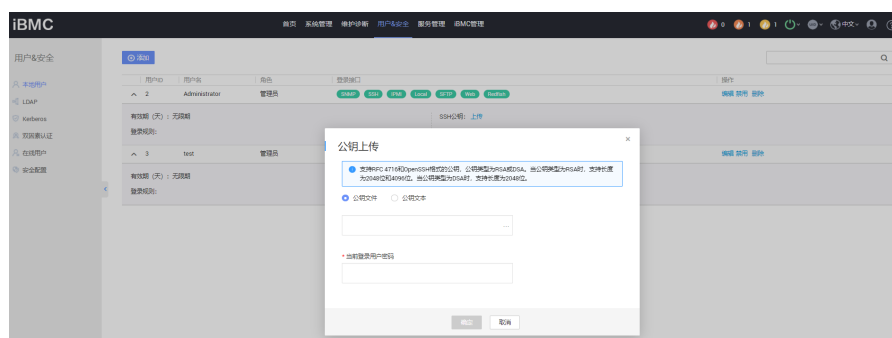 iBMC
首页 系统管理 维护诊断 用户&安全 服务管理 iBMC管理
0 1 1 中文
用户&安全
添加
本地用户
LDAP
Kerberos
双因素认证
在线用户
安全配置
用户ID 用户名 角色 登录接口 操作
2 Administrator 管理员 SNMP SSH IPMI Local SFTP Web Redfish 编辑 禁用 删除
有效期（天）：无限期 SSH公钥： 上传
登录规则:
3 test 管理员 编辑 禁用 删除
有效期（天）：无限期
登录规则:
公钥上传
支持RFC 4716和OpenSSH格式的公钥，公钥类型为RSA或DSA。当公钥类型为RSA时，支持长度
为2048位和4096位。当公钥类型为DSA时，支持长度为2048位。
公钥文件 公钥文本
...
* 当前登录用户密码
确定 取消